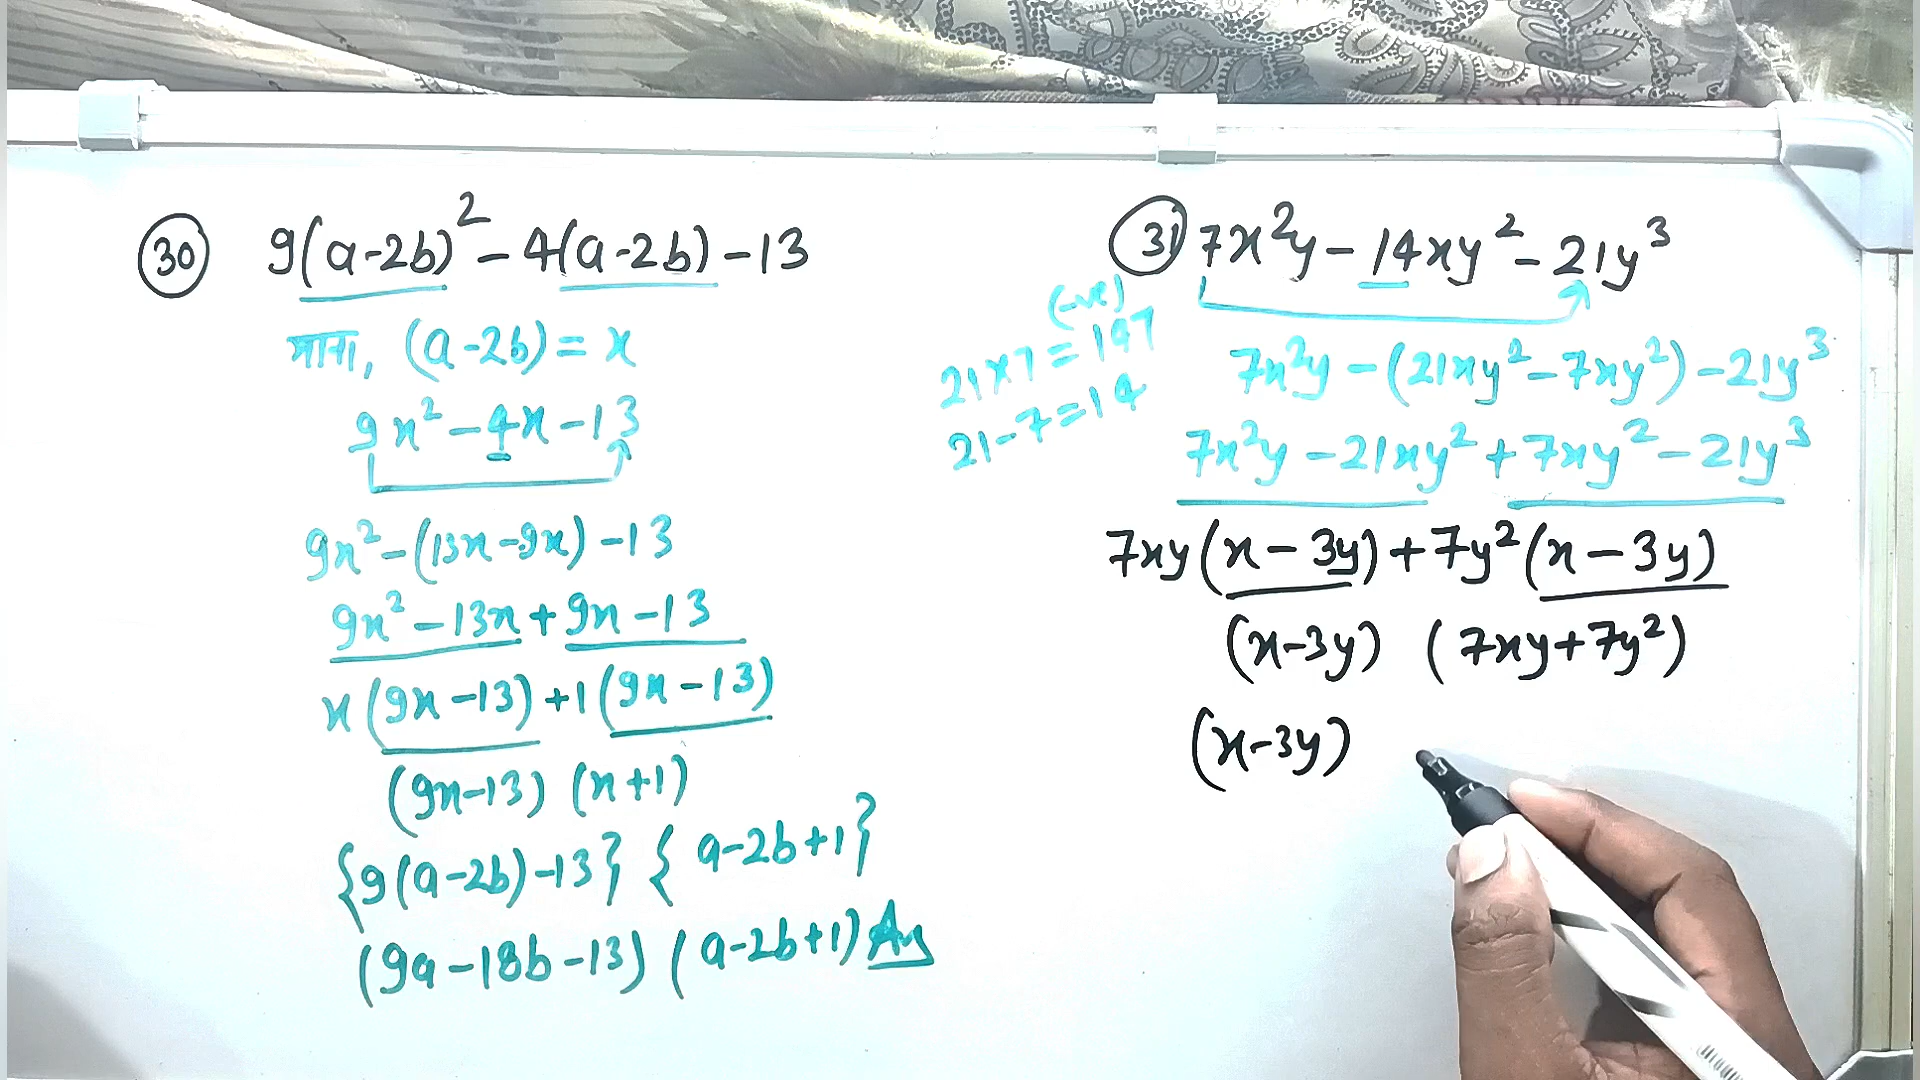 (30) 9(a-2b)² - 4(a-2b) - 13
माना, (a-2b) = x
9x² - 4x - 13
9x² - (13x - 9x) - 13
9x² - 13x + 9x - 13
x(9x - 13) + 1(9x - 13)
(9x-13) (x+1)
{9(a-2b)-13} {a-2b+1}
(9a - 18b - 13) (a-2b+1) Ans
(31) 7x²y - 14xy² - 21y³
(-ve)
21×7 = 147
21-7 = 14
7x²y - (21xy² - 7xy²) - 21y³
7x²y - 21xy² + 7xy² - 21y³
7xy(x - 3y) + 7y²(x - 3y)
(x-3y) (7xy+7y²)
(x-3y)